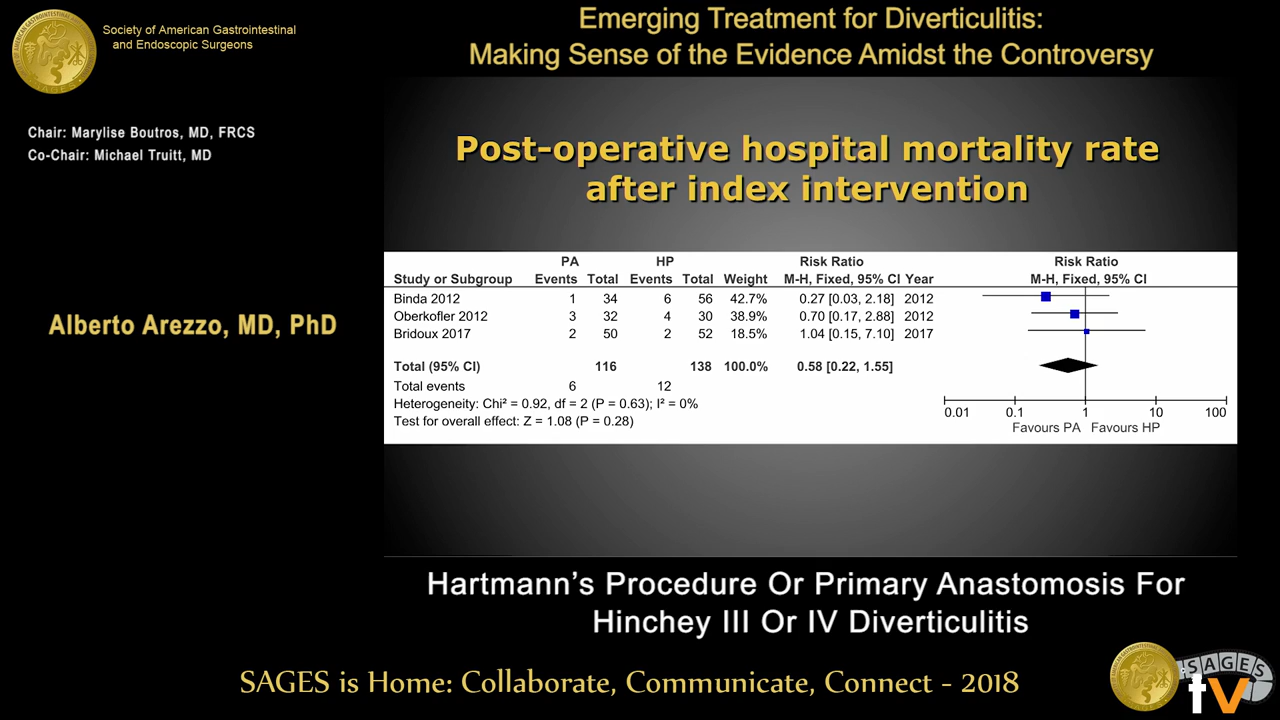 Society of American Gastrointestinal
and Endoscopic Surgeons
Emerging Treatment for Diverticulitis:
Making Sense of the Evidence Amidst the Controversy
Chair: Marylise Boutros, MD, FRCS
Co-Chair: Michael Truitt, MD
Alberto Arezzo, MD, PhD
Post-operative hospital mortality rate
after index intervention
PA HP Risk Ratio Risk Ratio
Study or Subgroup Events Total Events Total Weight M-H, Fixed, 95% CI Year M-H, Fixed, 95% CI
Binda 2012 1 34 6 56 42.7% 0.27 [0.03, 2.18] 2012
Oberkofler 2012 3 32 4 30 38.9% 0.70 [0.17, 2.88] 2012
Bridoux 2017 2 50 2 52 18.5% 1.04 [0.15, 7.10] 2017
Total (95% CI) 116 138 100.0% 0.58 [0.22, 1.55]
Total events 6 12
Heterogeneity: Chi² = 0.92, df = 2 (P = 0.63); I² = 0%
Test for overall effect: Z = 1.08 (P = 0.28)
0.01 0.1 1 10 100
Favours PA Favours HP
Hartmann's Procedure Or Primary Anastomosis For
Hinchey III Or IV Diverticulitis
SAGES is Home: Collaborate, Communicate, Connect - 2018
SAGES
tv